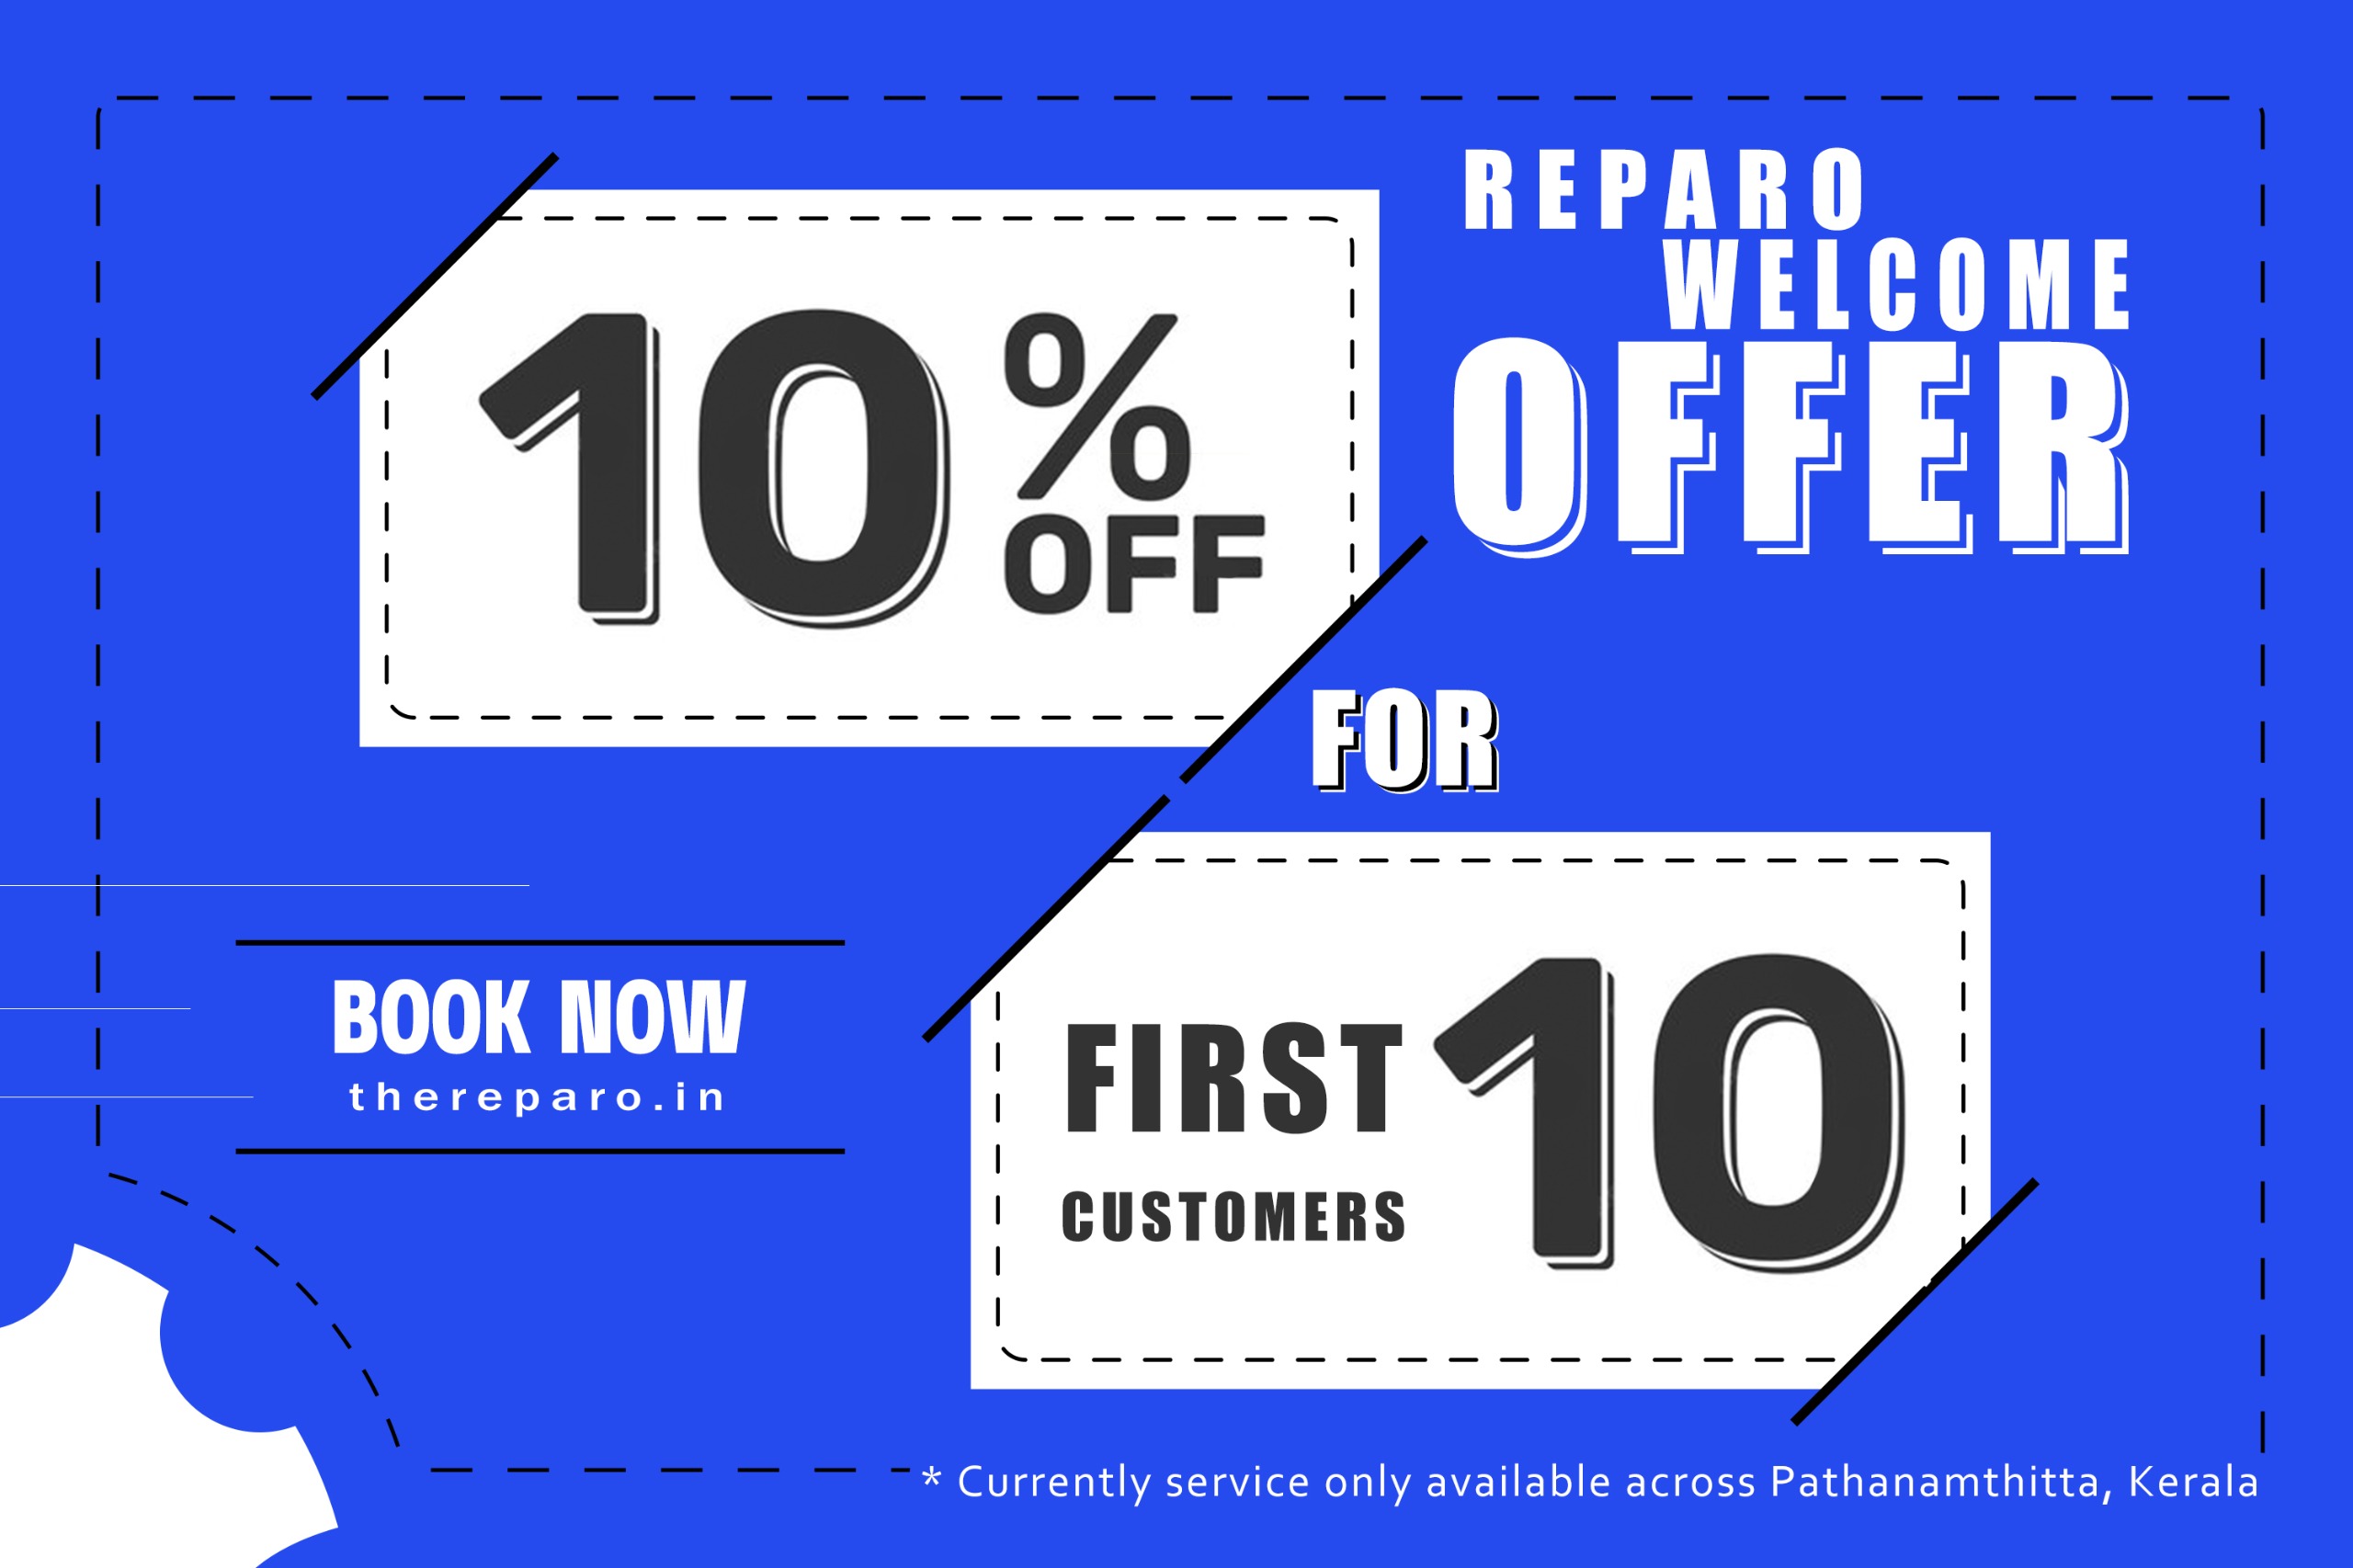 REPARO
WELCOME
OFFER
10%
OFF
FOR
FIRST 10
CUSTOMERS
BOOK NOW
thereparo.in
* Currently service only available across Pathanamthitta, Kerala